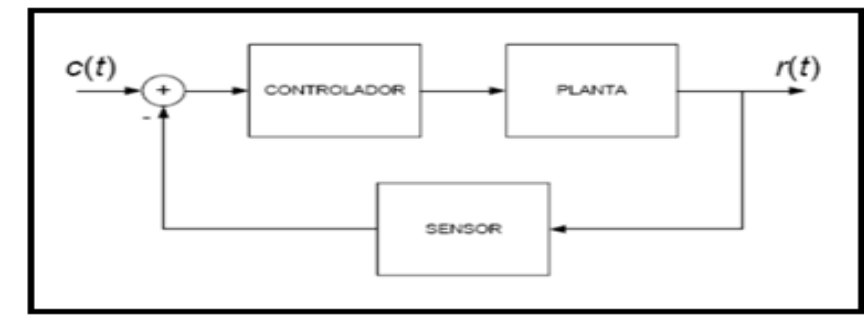 c(t)
r(t)
+
CONTROLADOR
PLANTA
-
SENSOR